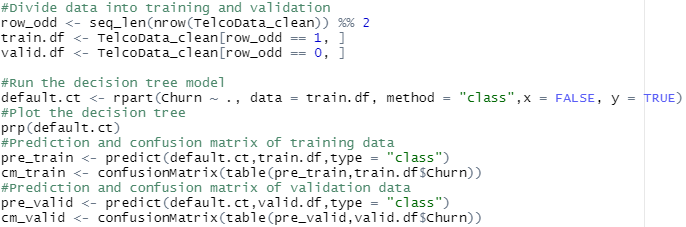 #Divide data into training and validation
row_odd <- seq_len(nrow(TelcoData_clean)) %% 2
train.df <- TelcoData_clean[row_odd == 1, ]
valid.df <- TelcoData_clean[row_odd == 0, ]
#Run the decision tree model
default.ct <- rpart(Churn ~ ., data = train.df, method = "class",x = FALSE, y = TRUE)
#Plot the decision tree
prp(default.ct)
#Prediction and confusion matrix of training data
pre_train <- predict(default.ct,train.df,type = "class")
cm_train <- confusionMatrix(table(pre_train,train.df$Churn))
#Prediction and confusion matrix of validation data
pre_valid <- predict(default.ct,valid.df,type = "class")
cm_valid <- confusionMatrix(table(pre_valid,valid.df$Churn))